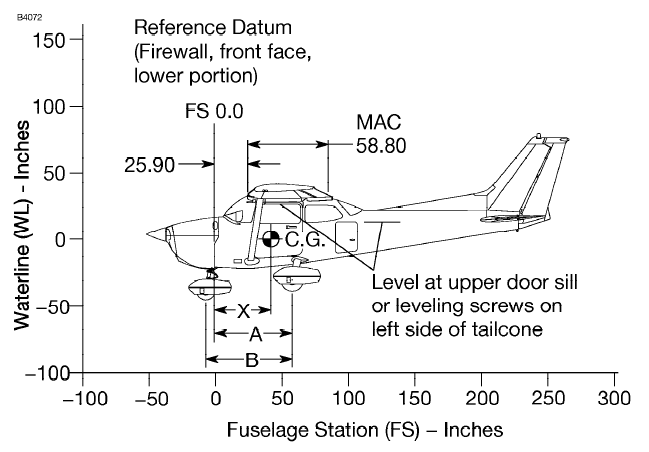 B4072
Reference Datum
(Firewall, front face,
lower portion)
FS 0.0
MAC
58.80
25.90
C.G.
Level at upper door sill
or leveling screws on
left side of tailcone
X
A
B
Waterline (WL) - Inches
150
100
50
0
−50
−100
−100 −50 0 50 100 150 200 250 300
Fuselage Station (FS) – Inches